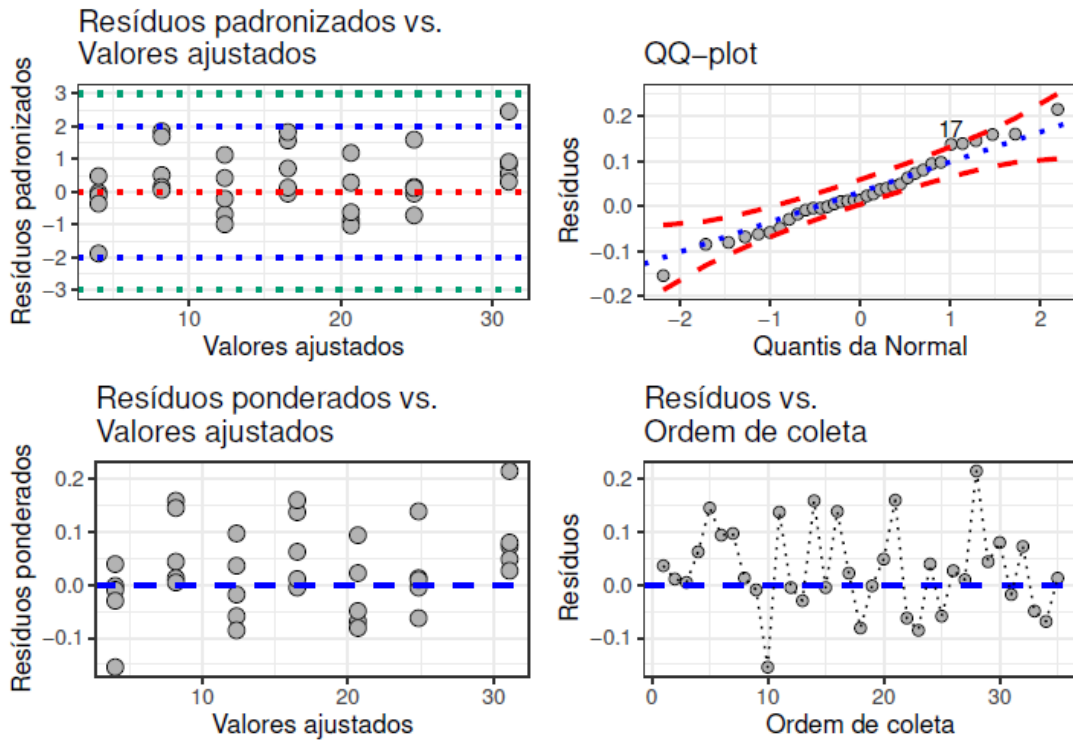 Resíduos padronizados vs.
Valores ajustados
Resíduos padronizados
3
2
1
0
−1
−2
−3
10
20
30
Valores ajustados
QQ−plot
Resíduos
0.2
0.1
0.0
−0.1
−0.2
17
−2
−1
0
1
2
Quantis da Normal
Resíduos ponderados vs.
Valores ajustados
Resíduos ponderados
0.2
0.1
0.0
−0.1
10
20
30
Valores ajustados
Resíduos vs.
Ordem de coleta
Resíduos
0.2
0.1
0.0
−0.1
0
10
20
30
Ordem de coleta